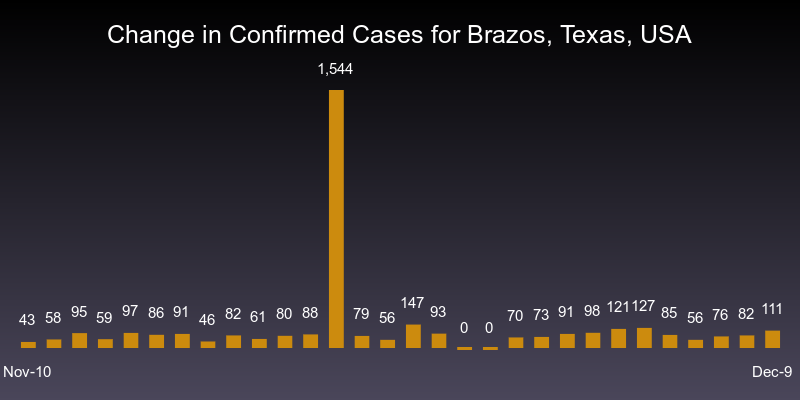 Change in Confirmed Cases for Brazos, Texas, USA
1,544
43 58 95 59 97 86 91 46 82 61 80 88 79 56 147 93 0 0 70 73 91 98 121 127 85 56 76 82 111
Nov-10 Dec-9